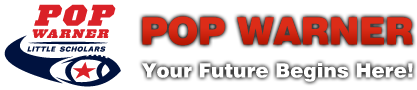 POP
WARNER
LITTLE SCHOLARS
POP WARNER
Your Future Begins Here!